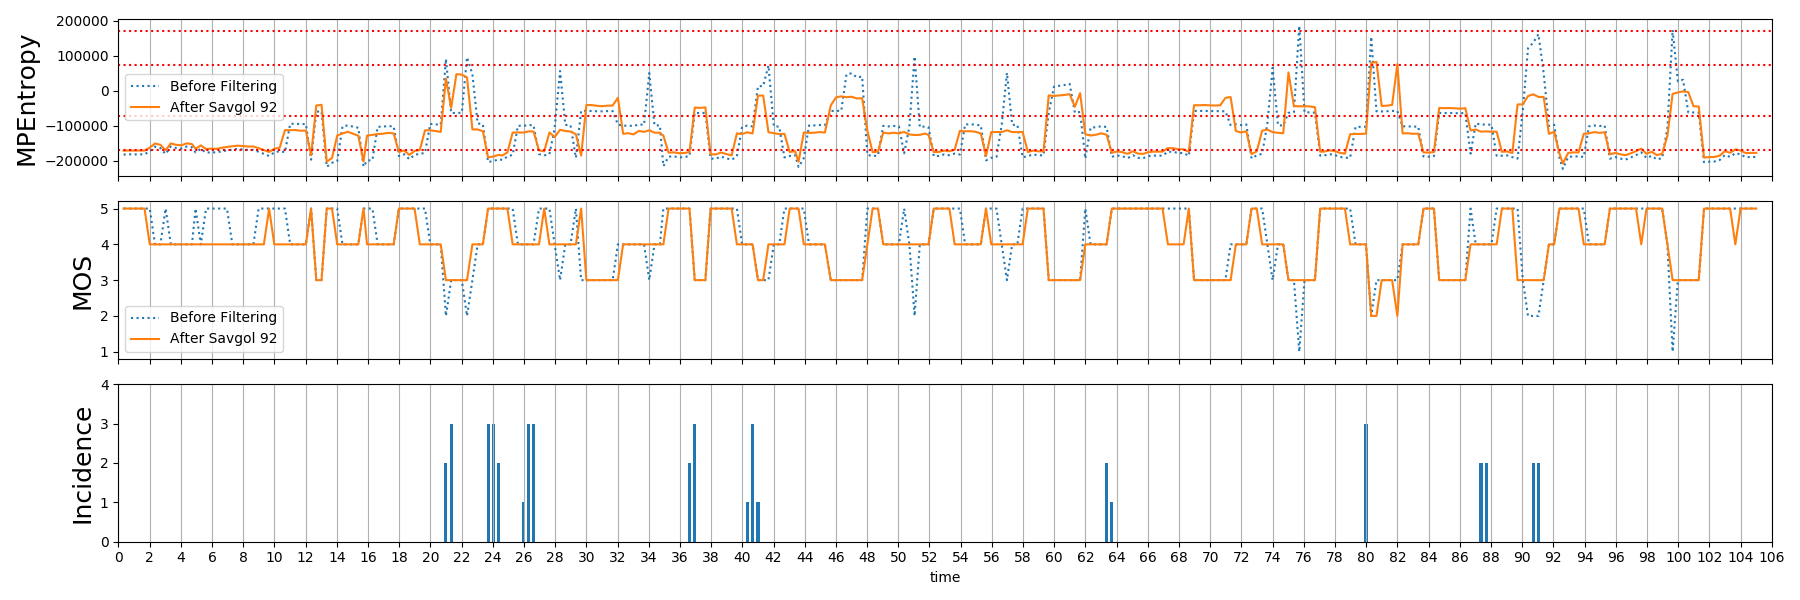 MPEntropy
200000
100000
0
−100000
−200000
Before Filtering
After Savgol 92
MOS
5
4
3
2
1
Before Filtering
After Savgol 92
Incidence
4
3
2
1
0
0 2 4 6 8 10 12 14 16 18 20 22 24 26 28 30 32 34 36 38 40 42 44 46 48 50 52 54 56 58 60 62 64 66 68 70 72 74 76 78 80 82 84 86 88 90 92 94 96 98 100 102 104 106
time